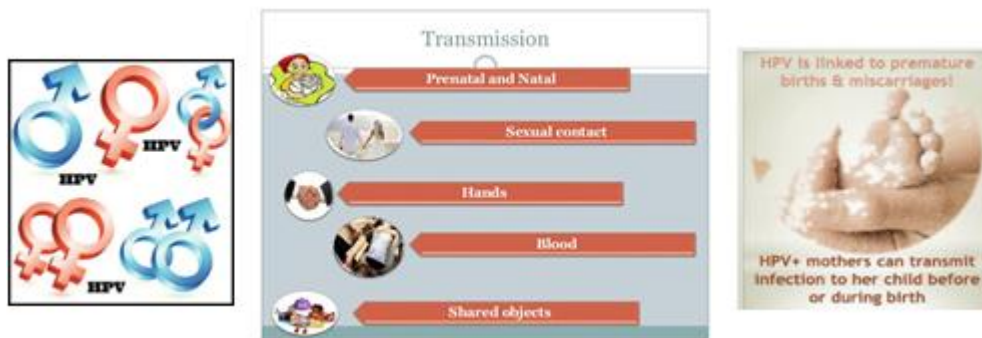 HPV
HPV
HPV
Transmission
Prenatal and Natal
Sexual contact
Hands
Blood
Shared objects
HPV is linked to premature
births & miscarriages!
HPV+ mothers can transmit
infection to her child before
or during birth